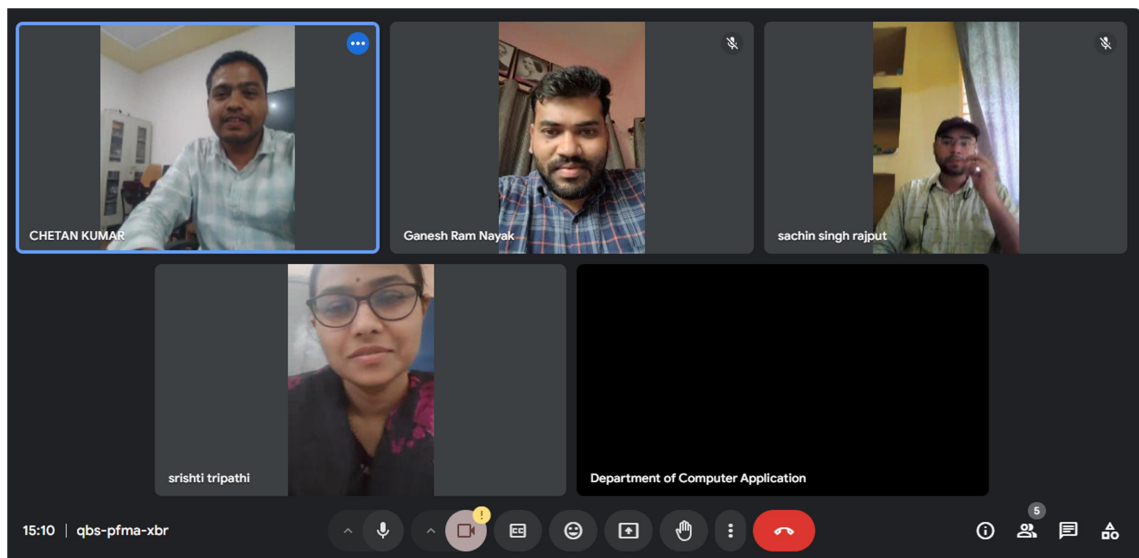 CHETAN KUMAR
Ganesh Ram Nayak
sachin singh rajput
srishti tripathi
Department of Computer Application
15:10 | qbs-pfma-xbr
CC
5